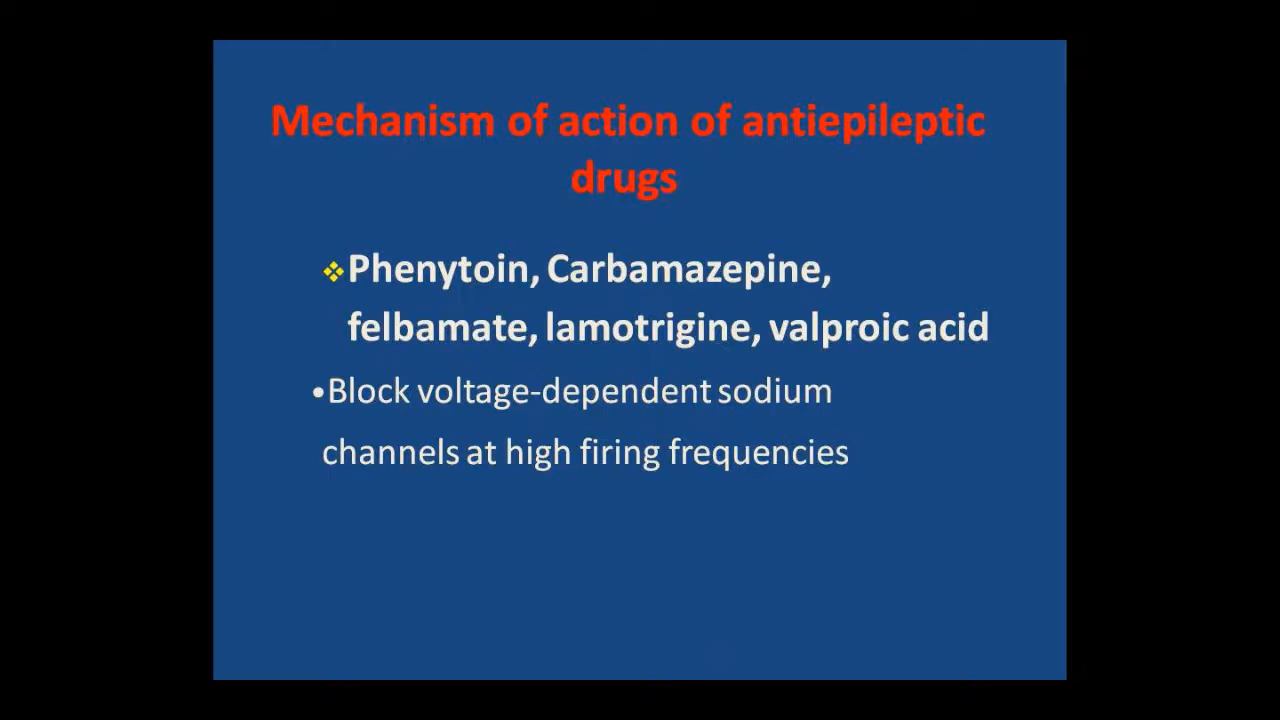 Mechanism of action of antiepileptic
drugs
❖Phenytoin, Carbamazepine,
felbamate, lamotrigine, valproic acid
•Block voltage-dependent sodium
channels at high firing frequencies